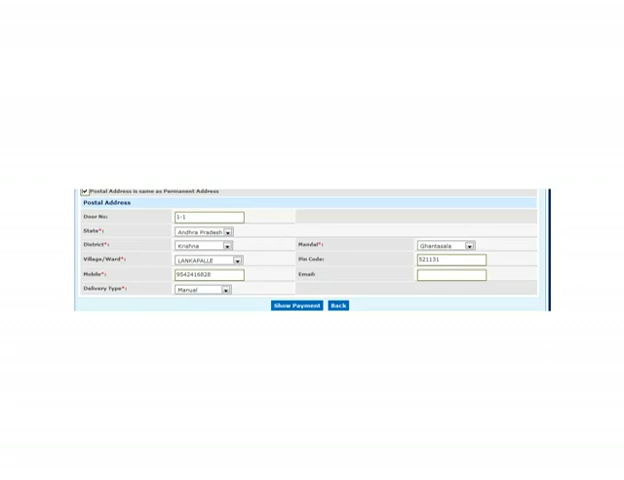 Postal Address is same as Permanent Address
Postal Address
Door No: 1-1
State*: Andhra Pradesh
District*: Krishna Mandal*: Ghantasala
Village/Ward*: LANKAPALLE Pin Code: 521131
Mobile*: 9542416828 Email:
Delivery Type*: Manual
Show Payment Back